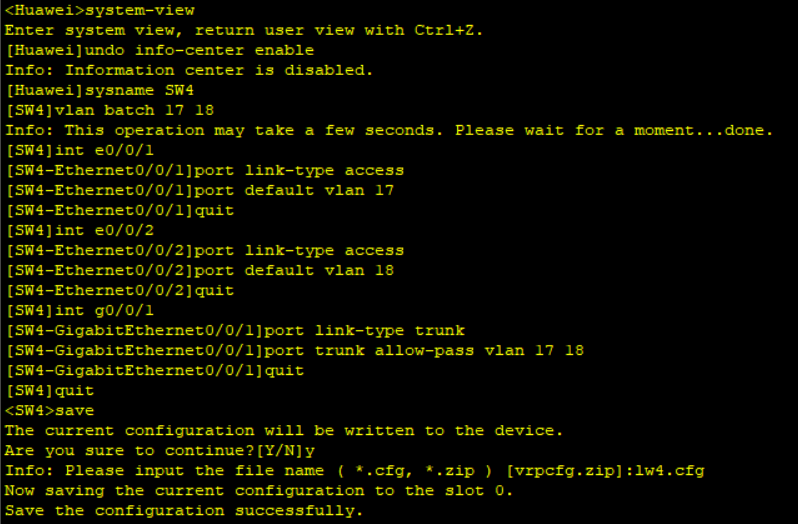 <Huawei>system-view
Enter system view, return user view with Ctrl+Z.
[Huawei]undo info-center enable
Info: Information center is disabled.
[Huawei]sysname SW4
[SW4]vlan batch 17 18
Info: This operation may take a few seconds. Please wait for a moment...done.
[SW4]int e0/0/1
[SW4-Ethernet0/0/1]port link-type access
[SW4-Ethernet0/0/1]port default vlan 17
[SW4-Ethernet0/0/1]quit
[SW4]int e0/0/2
[SW4-Ethernet0/0/2]port link-type access
[SW4-Ethernet0/0/2]port default vlan 18
[SW4-Ethernet0/0/2]quit
[SW4]int g0/0/1
[SW4-GigabitEthernet0/0/1]port link-type trunk
[SW4-GigabitEthernet0/0/1]port trunk allow-pass vlan 17 18
[SW4-GigabitEthernet0/0/1]quit
[SW4]quit
<SW4>save
The current configuration will be written to the device.
Are you sure to continue?[Y/N]y
Info: Please input the file name ( *.cfg, *.zip ) [vrpcfg.zip]:lw4.cfg
Now saving the current configuration to the slot 0.
Save the configuration successfully.